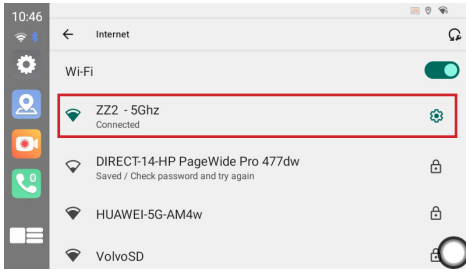 10:46
Internet
Wi-Fi
ZZ2 - 5Ghz
Connected
DIRECT-14-HP PageWide Pro 477dw
Saved / Check password and try again
HUAWEI-5G-AM4w
VolvoSD